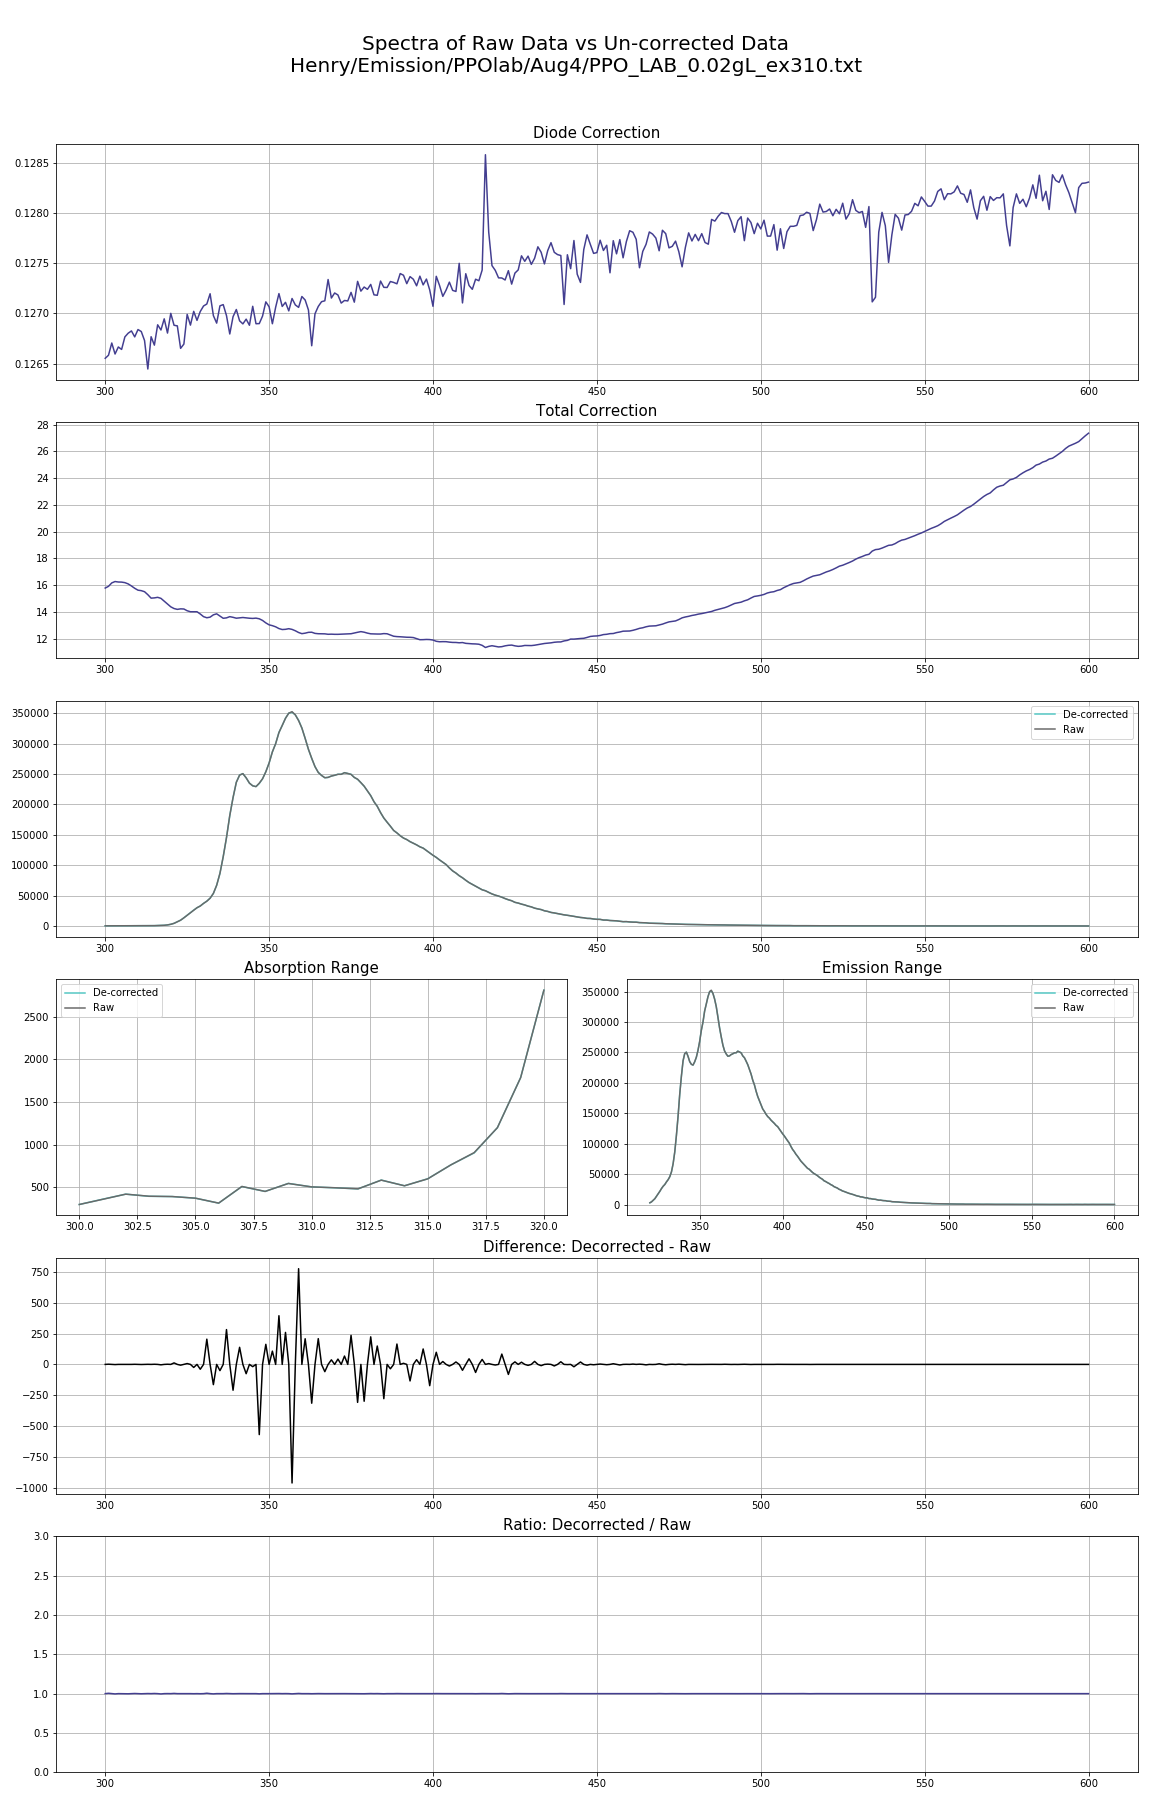 Spectra of Raw Data vs Un-corrected Data
Henry/Emission/PPOlab/Aug4/PPO_LAB_0.02gL_ex310.txt
Diode Correction
0.1285
0.1280
0.1275
0.1270
0.1265
300 350 400 450 500 550 600
Total Correction
28
26
24
22
20
18
16
14
12
300 350 400 450 500 550 600
De-corrected
Raw
350000
300000
250000
200000
150000
100000
50000
0
300 350 400 450 500 550 600
Absorption Range
De-corrected
Raw
2500
2000
1500
1000
500
300.0 302.5 305.0 307.5 310.0 312.5 315.0 317.5 320.0
Emission Range
De-corrected
Raw
350000
300000
250000
200000
150000
100000
50000
0
350 400 450 500 550 600
Difference: Decorrected - Raw
750
500
250
0
−250
−500
−750
−1000
300 350 400 450 500 550 600
Ratio: Decorrected / Raw
3.0
2.5
2.0
1.5
1.0
0.5
0.0
300 350 400 450 500 550 600